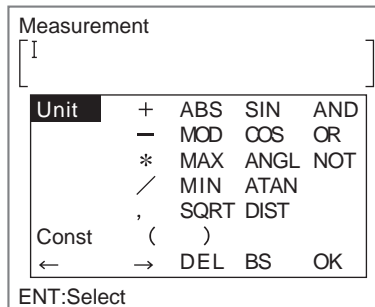 Measurement
[I ]
Unit + ABS SIN AND
− MOD COS OR
* MAX ANGL NOT
／ MIN ATAN
, SQRT DIST
Const ( )
← → DEL BS OK
ENT:Select